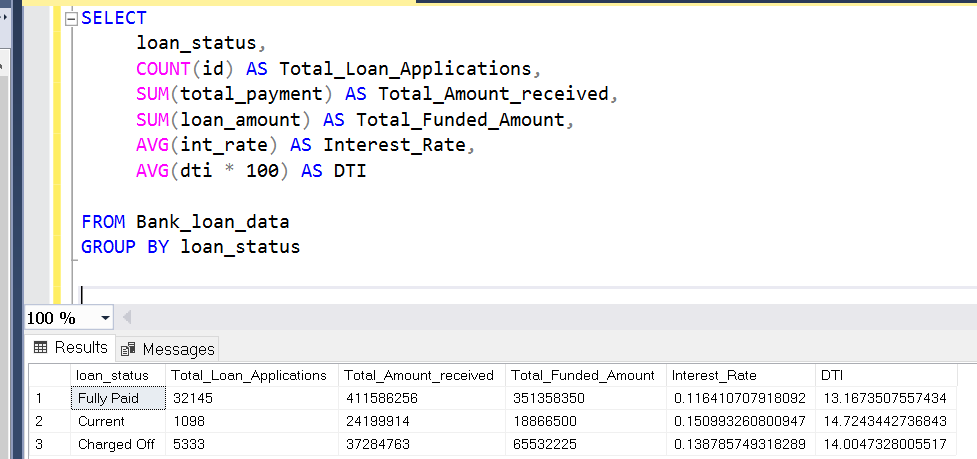 SELECT
loan_status,
COUNT(id) AS Total_Loan_Applications,
SUM(total_payment) AS Total_Amount_received,
SUM(loan_amount) AS Total_Funded_Amount,
AVG(int_rate) AS Interest_Rate,
AVG(dti * 100) AS DTI
FROM Bank_loan_data
GROUP BY loan_status
100 %
Results Messages
loan_status Total_Loan_Applications Total_Amount_received Total_Funded_Amount Interest_Rate DTI
1 Fully Paid 32145 411586256 351358350 0.116410707918092 13.1673507557434
2 Current 1098 24199914 18866500 0.150993260800947 14.7243442736843
3 Charged Off 5333 37284763 65532225 0.138785749318289 14.0047328005517